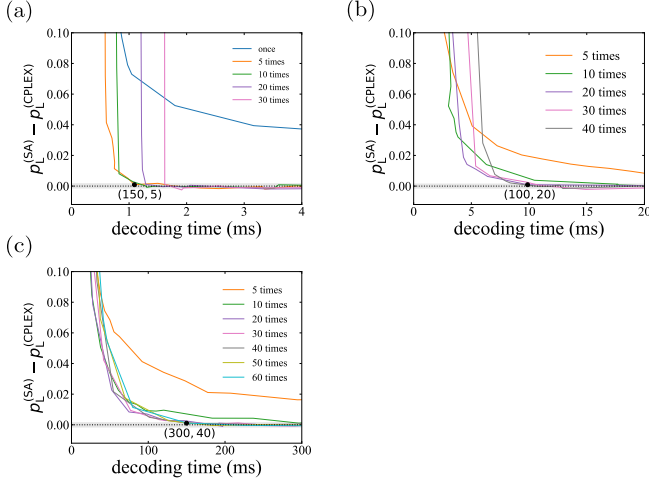 (a)
p_L^(SA) − p_L^(CPLEX)
0.10
0.08
0.06
0.04
0.02
0.00
once
5 times
10 times
20 times
30 times
(150, 5)
0
1
2
3
4
decoding time (ms)
(b)
p_L^(SA) − p_L^(CPLEX)
0.10
0.08
0.06
0.04
0.02
0.00
5 times
10 times
20 times
30 times
40 times
(100, 20)
0
5
10
15
20
decoding time (ms)
(c)
p_L^(SA) − p_L^(CPLEX)
0.10
0.08
0.06
0.04
0.02
0.00
5 times
10 times
20 times
30 times
40 times
50 times
60 times
(300, 40)
0
100
200
300
decoding time (ms)